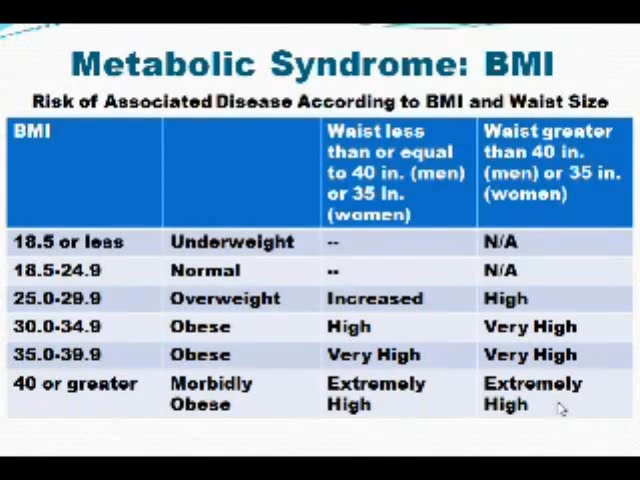 Metabolic Syndrome: BMI
Risk of Associated Disease According to BMI and Waist Size
BMI
Waist less than or equal to 40 in. (men) or 35 in. (women)
Waist greater than 40 in. (men) or 35 in. (women)
18.5 or less Underweight -- N/A
18.5-24.9 Normal -- N/A
25.0-29.9 Overweight Increased High
30.0-34.9 Obese High Very High
35.0-39.9 Obese Very High Very High
40 or greater Morbidly Obese Extremely High Extremely High